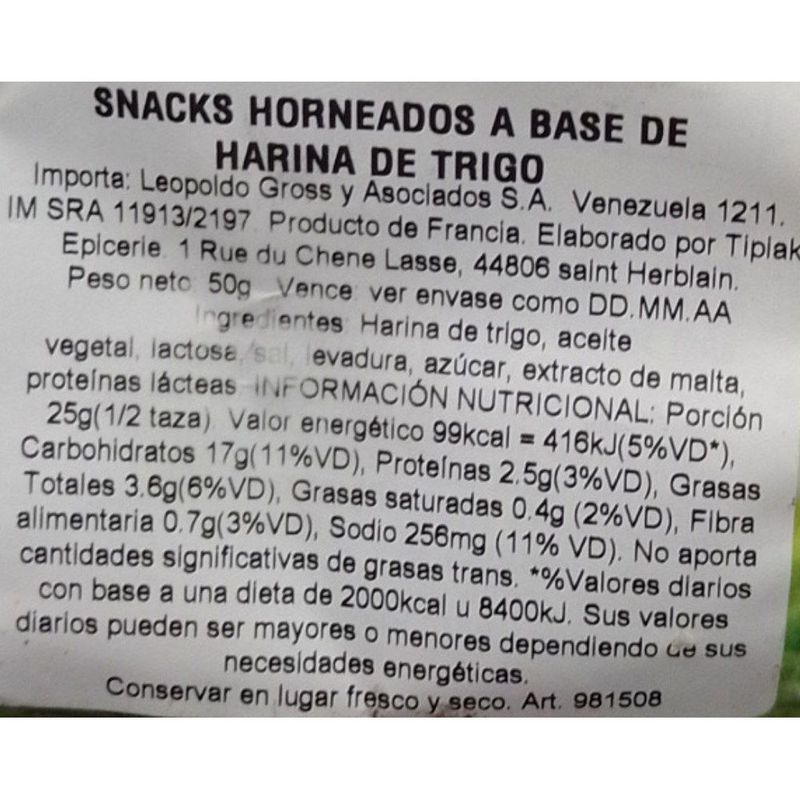 SNACKS HORNEADOS A BASE DE
HARINA DE TRIGO
Importa: Leopoldo Gross y Asociados S.A. Venezuela 1211.
IM SRA 11913/2197. Producto de Francia. Elaborado por Tiplak
Epicerie. 1 Rue du Chene Lasse, 44806 saint Herblain.
Peso neto: 50g Vence: ver envase como DD.MM.AA
Ingredientes: Harina de trigo, aceite
vegetal, lactosa, sal, levadura, azúcar, extracto de malta,
proteínas lácteas. INFORMACIÓN NUTRICIONAL: Porción
25g(1/2 taza). Valor energético 99kcal = 416kJ(5%VD*),
Carbohidratos 17g(11%VD), Proteínas 2.5g(3%VD), Grasas
Totales 3.6g(6%VD), Grasas saturadas 0.4g (2%VD), Fibra
alimentaria 0.7g(3%VD), Sodio 256mg (11% VD). No aporta
cantidades significativas de grasas trans. *%Valores diarios
con base a una dieta de 2000kcal u 8400kJ. Sus valores
diarios pueden ser mayores o menores dependiendo de sus
necesidades energéticas.
Conservar en lugar fresco y seco. Art. 981508